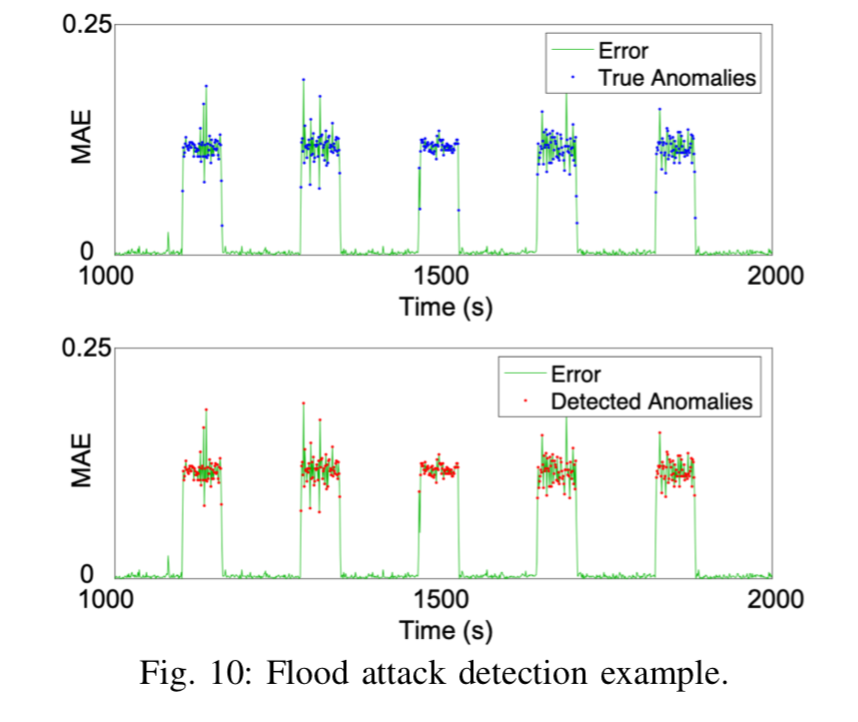 0.25
Error
True Anomalies
MAE
0
1000 1500 2000
Time (s)
0.25
Error
Detected Anomalies
MAE
0
1000 1500 2000
Time (s)
Fig. 10: Flood attack detection example.